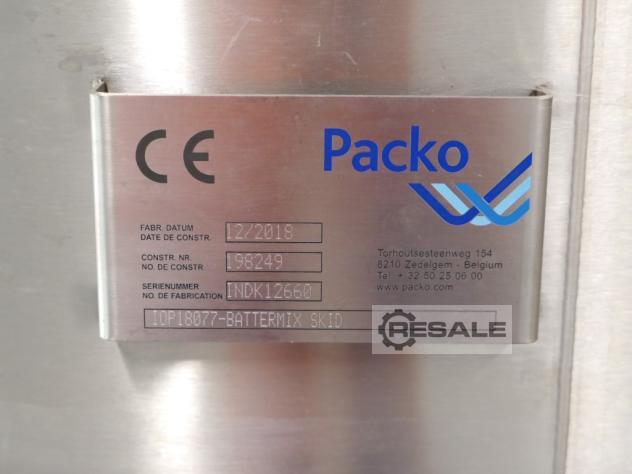 CE
Packo
FABR. DATUM
DATE DE CONSTR.
12/2018
CONSTR. NR.
NO. DE CONSTR.
198249
SERIENUMMER
NO. DE FABRICATION
INDK12660
IOP18077-BATTERMIX SKID
Torhoutsesteenweg 154
8210 Zedelgem - Belgium
Tel. + 32 50 25 06 00
www.packo.com
RESALE